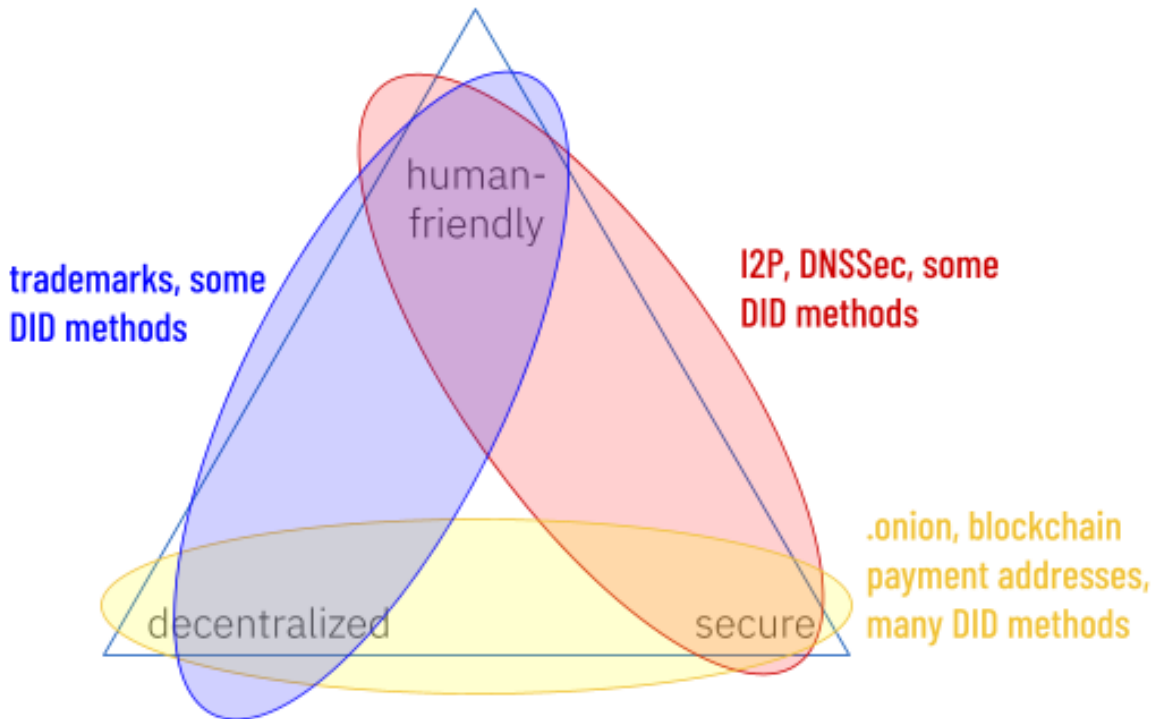 human-
friendly
trademarks, some
DID methods
I2P, DNSSec, some
DID methods
.onion, blockchain
payment addresses,
many DID methods
decentralized
secure